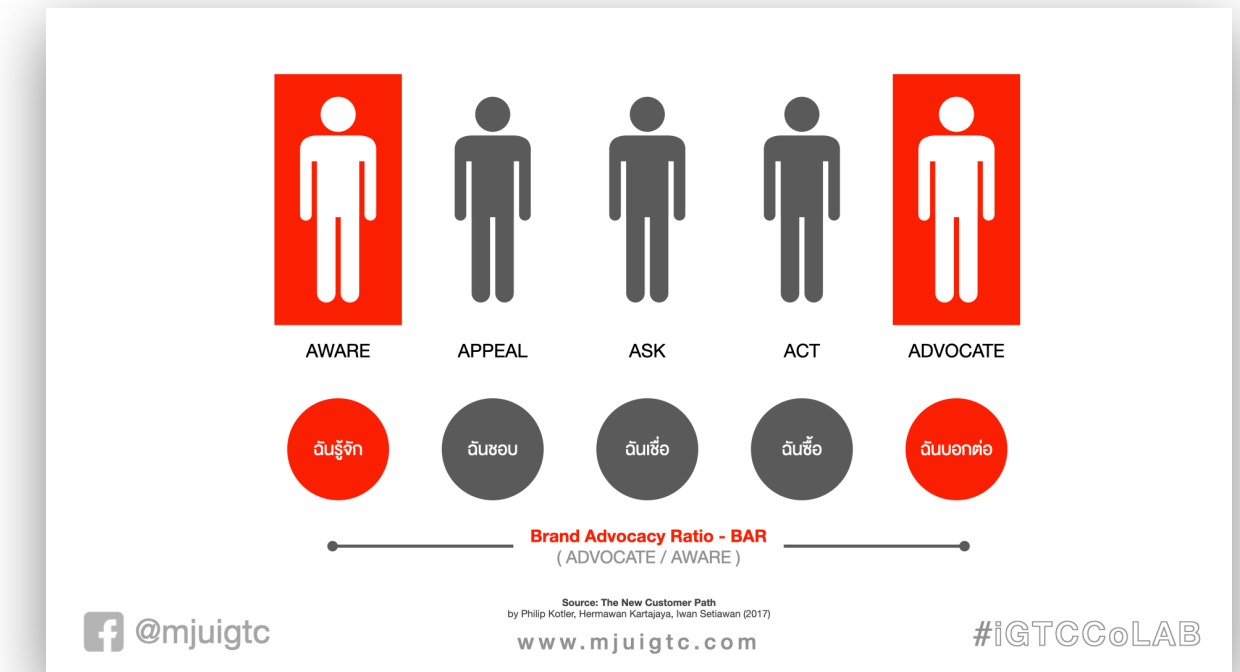 AWARE
APPEAL
ASK
ACT
ADVOCATE
ฉันรู้จัก
ฉันชอบ
ฉันเชื่อ
ฉันซื้อ
ฉันบอกต่อ
Brand Advocacy Ratio - BAR
( ADVOCATE / AWARE )
Source: The New Customer Path
by Philip Kotler, Hermawan Kartajaya, Iwan Setiawan (2017)
@mjuigtc
www.mjuigtc.com
#iGTCCoLAB